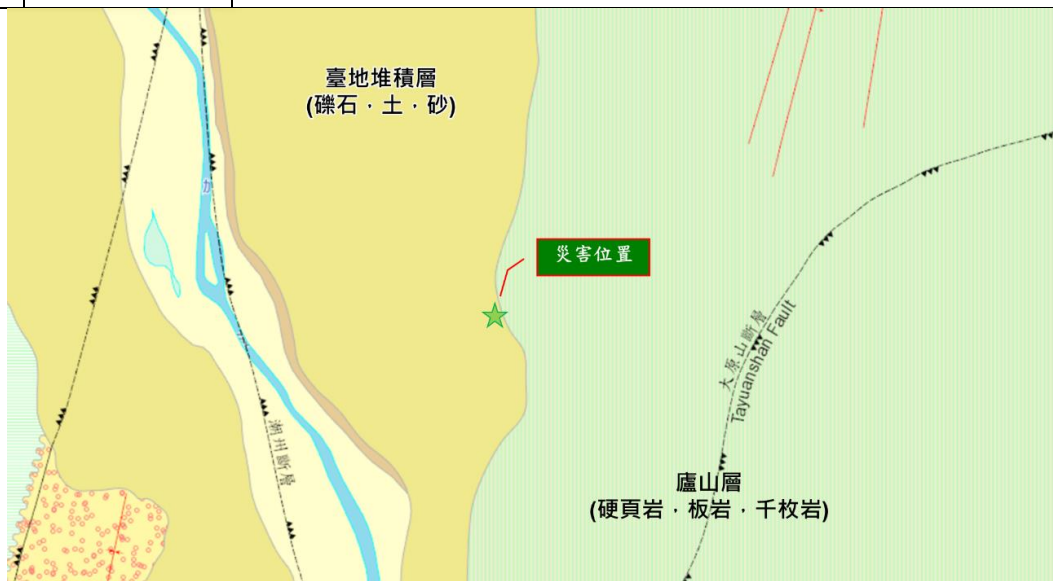 臺地堆積層
(礫石，土，砂)
災害位置
大原山斷層
Tayuanshan Fault
潮州斷層
廬山層
(硬頁岩，板岩，千枚岩)